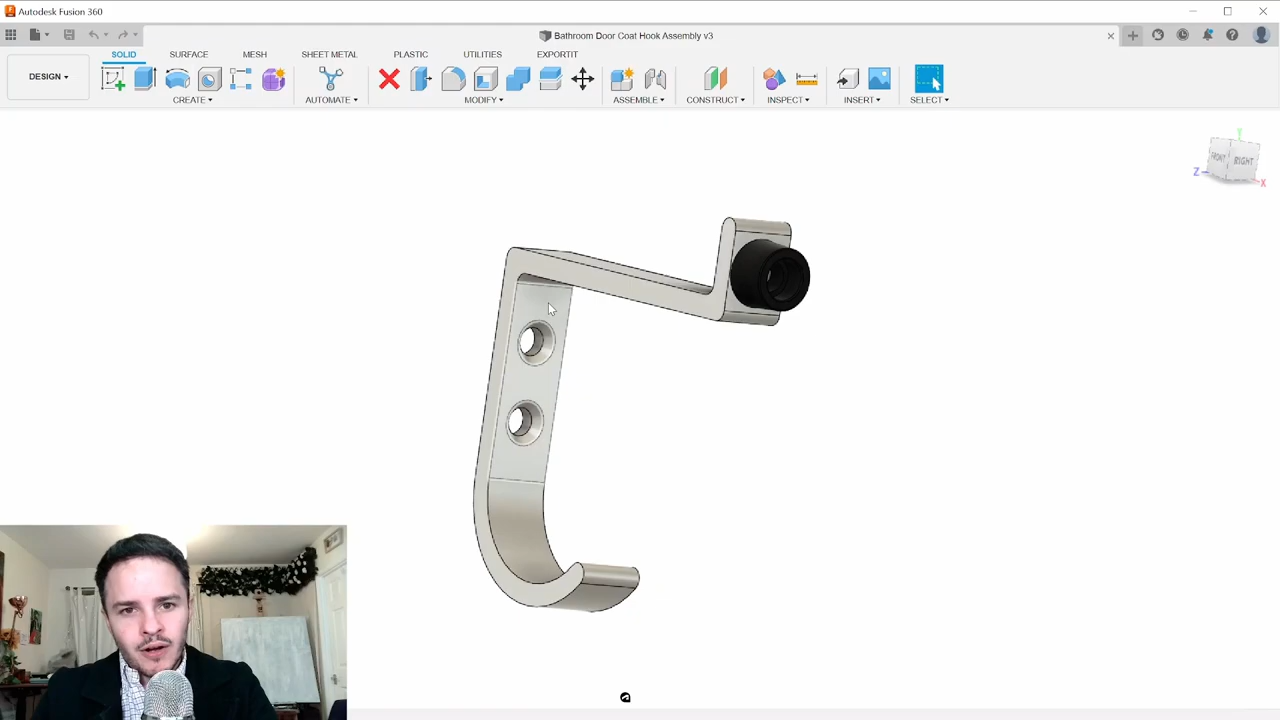 Autodesk Fusion 360
Bathroom Door Coat Hook Assembly v3
SOLID SURFACE MESH SHEET METAL PLASTIC UTILITIES EXPORTIT
DESIGN
CREATE AUTOMATE MODIFY ASSEMBLE CONSTRUCT INSPECT INSERT SELECT
Y
FRONT RIGHT
Z X